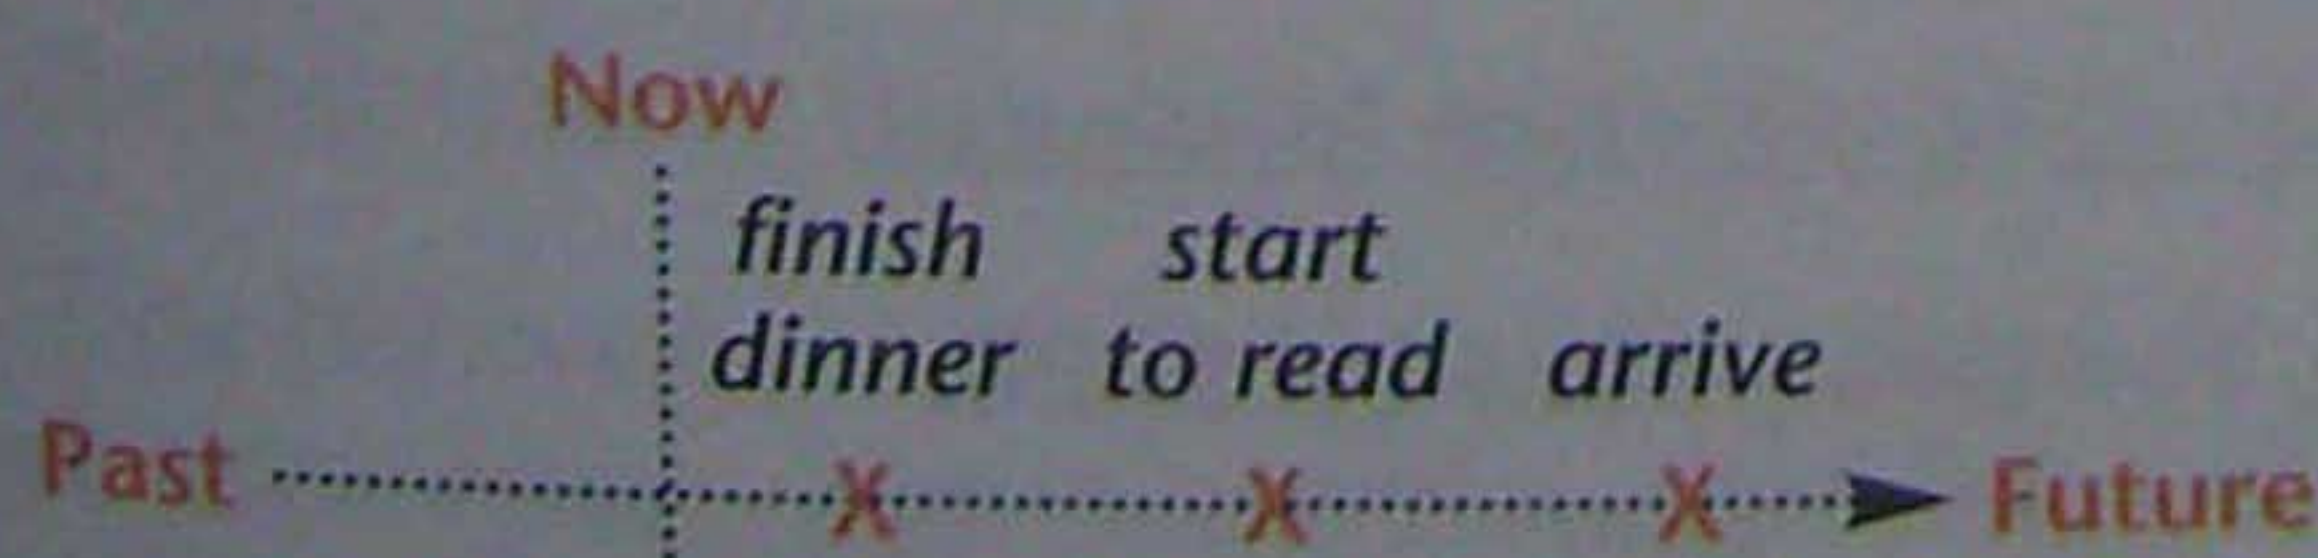 Now
finish start
dinner to read arrive
Past X X X Future